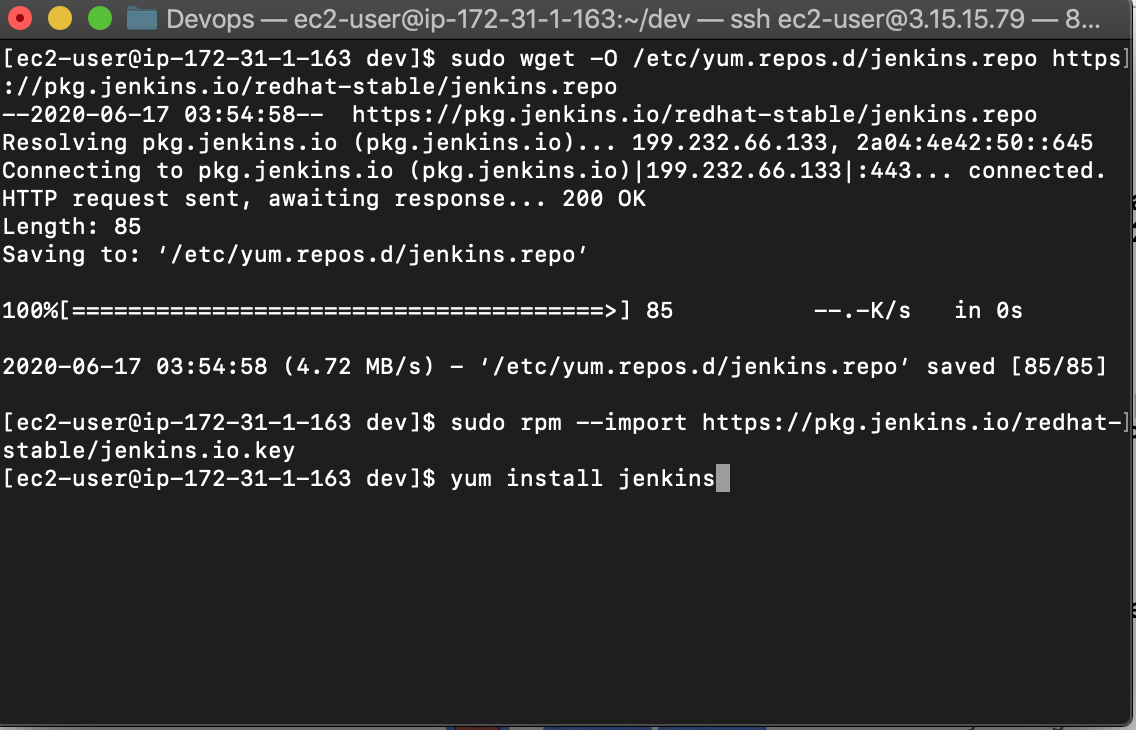 Devops — ec2-user@ip-172-31-1-163:~/dev — ssh ec2-user@3.15.15.79 — 8...
[ec2-user@ip-172-31-1-163 dev]$ sudo wget -O /etc/yum.repos.d/jenkins.repo https]
://pkg.jenkins.io/redhat-stable/jenkins.repo
--2020-06-17 03:54:58--  https://pkg.jenkins.io/redhat-stable/jenkins.repo
Resolving pkg.jenkins.io (pkg.jenkins.io)... 199.232.66.133, 2a04:4e42:50::645
Connecting to pkg.jenkins.io (pkg.jenkins.io)|199.232.66.133|:443... connected.
HTTP request sent, awaiting response... 200 OK
Length: 85
Saving to: ‘/etc/yum.repos.d/jenkins.repo’
100%[======================================>] 85          --.-K/s   in 0s
2020-06-17 03:54:58 (4.72 MB/s) - ‘/etc/yum.repos.d/jenkins.repo’ saved [85/85]
[ec2-user@ip-172-31-1-163 dev]$ sudo rpm --import https://pkg.jenkins.io/redhat-]
stable/jenkins.io.key
[ec2-user@ip-172-31-1-163 dev]$ yum install jenkins